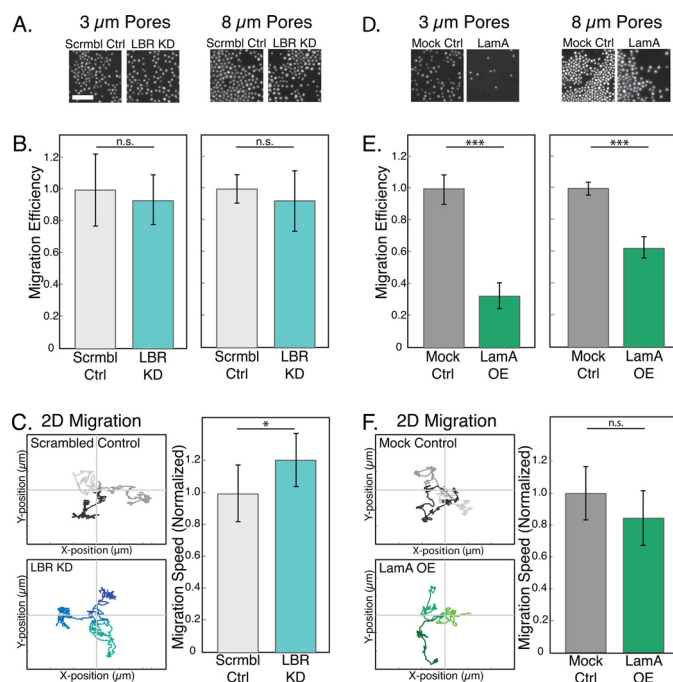 A.
3 µm Pores
8 µm Pores
Scrmbl Ctrl LBR KD
Scrmbl Ctrl LBR KD
B.
Migration Efficiency
1.2
1.0
0.8
0.6
0.4
0.2
0
n.s.
n.s.
Scrmbl Ctrl
LBR KD
Scrmbl Ctrl
LBR KD
C.
2D Migration
Scrambled Control
Y-position (µm)
X-position (µm)
LBR KD
Y-position (µm)
X-position (µm)
Migration Speed (Normalized)
1.2
1.0
0.8
0.6
0.4
0.2
0
*
Scrmbl Ctrl
LBR KD
D.
3 µm Pores
8 µm Pores
Mock Ctrl LamA
Mock Ctrl LamA
E.
Migration Efficiency
1.2
1.0
0.8
0.6
0.4
0.2
0
***
***
Mock Ctrl
LamA OE
Mock Ctrl
LamA OE
F.
2D Migration
Mock Control
Y-position (µm)
X-position (µm)
LamA OE
Y-position (µm)
X-position (µm)
Migration Speed (Normalized)
1.2
1.0
0.8
0.6
0.4
0.2
0
n.s.
Mock Ctrl
LamA OE